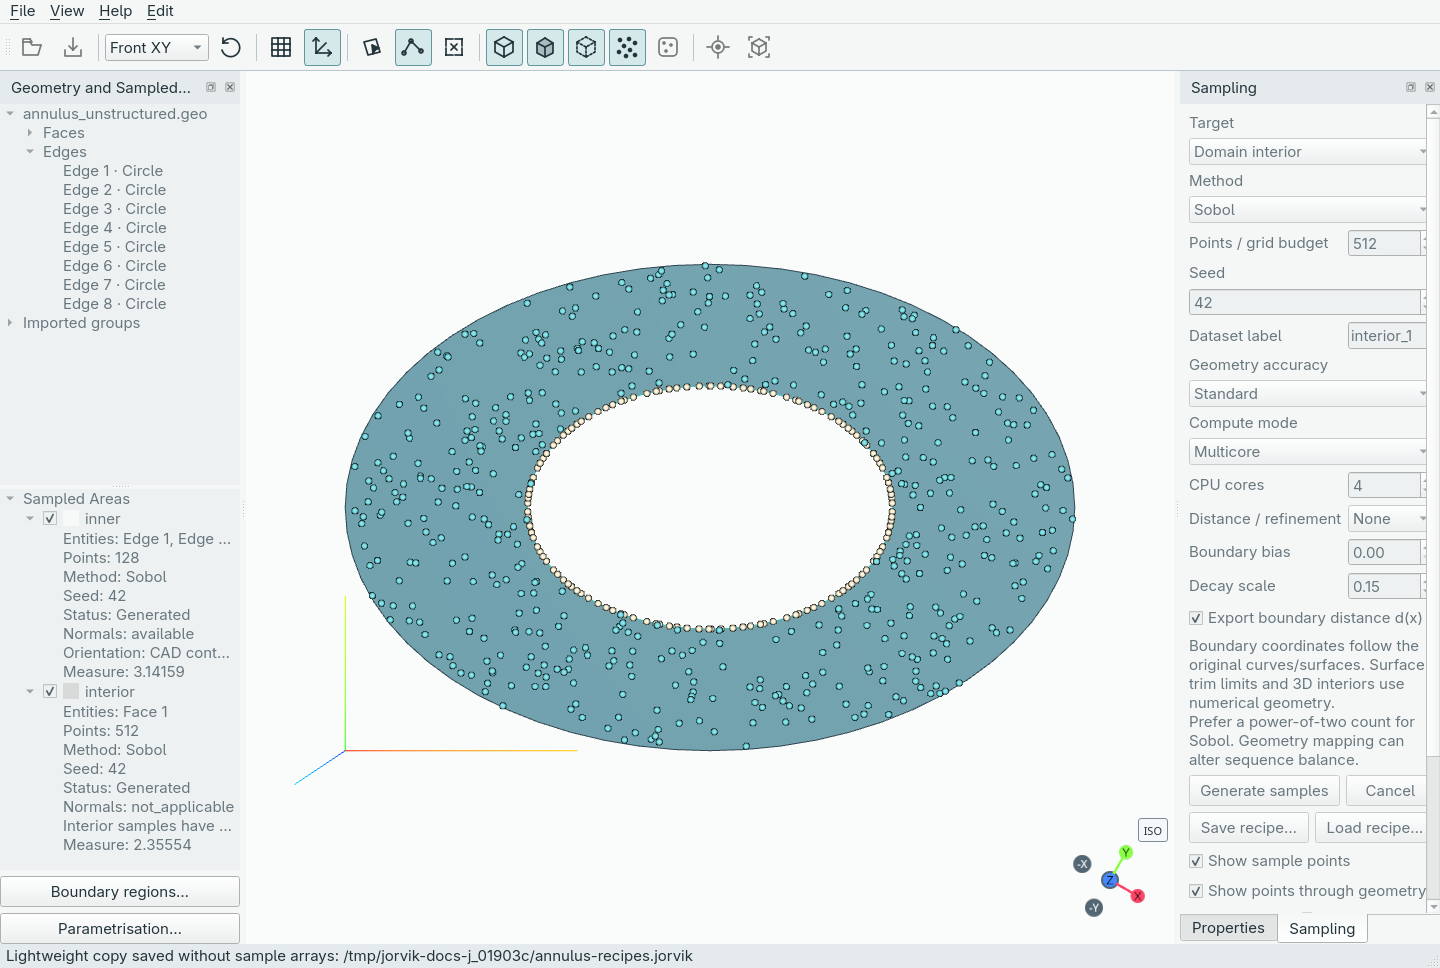 File View Help Edit
Front XY
Geometry and Sampled...
annulus_unstructured.geo
Faces
Edges
Edge 1 · Circle
Edge 2 · Circle
Edge 3 · Circle
Edge 4 · Circle
Edge 5 · Circle
Edge 6 · Circle
Edge 7 · Circle
Edge 8 · Circle
Imported groups
Sampled Areas
inner
Entities: Edge 1, Edge ...
Points: 128
Method: Sobol
Seed: 42
Status: Generated
Normals: available
Orientation: CAD cont...
Measure: 3.14159
interior
Entities: Face 1
Points: 512
Method: Sobol
Seed: 42
Status: Generated
Normals: not_applicable
Interior samples have ...
Measure: 2.35554
Boundary regions...
Parametrisation...
ISO
Y
-X
Z
X
-Y
Sampling
Target
Domain interior
Method
Sobol
Points / grid budget 512
Seed
42
Dataset label interior_1
Geometry accuracy
Standard
Compute mode
Multicore
CPU cores 4
Distance / refinement None
Boundary bias 0.00
Decay scale 0.15
Export boundary distance d(x)
Boundary coordinates follow the
original curves/surfaces. Surface
trim limits and 3D interiors use
numerical geometry.
Prefer a power-of-two count for
Sobol. Geometry mapping can
alter sequence balance.
Generate samples Cancel
Save recipe... Load recipe...
Show sample points
Show points through geometry
Properties Sampling
Lightweight copy saved without sample arrays: /tmp/jorvik-docs-j_01903c/annulus-recipes.jorvik